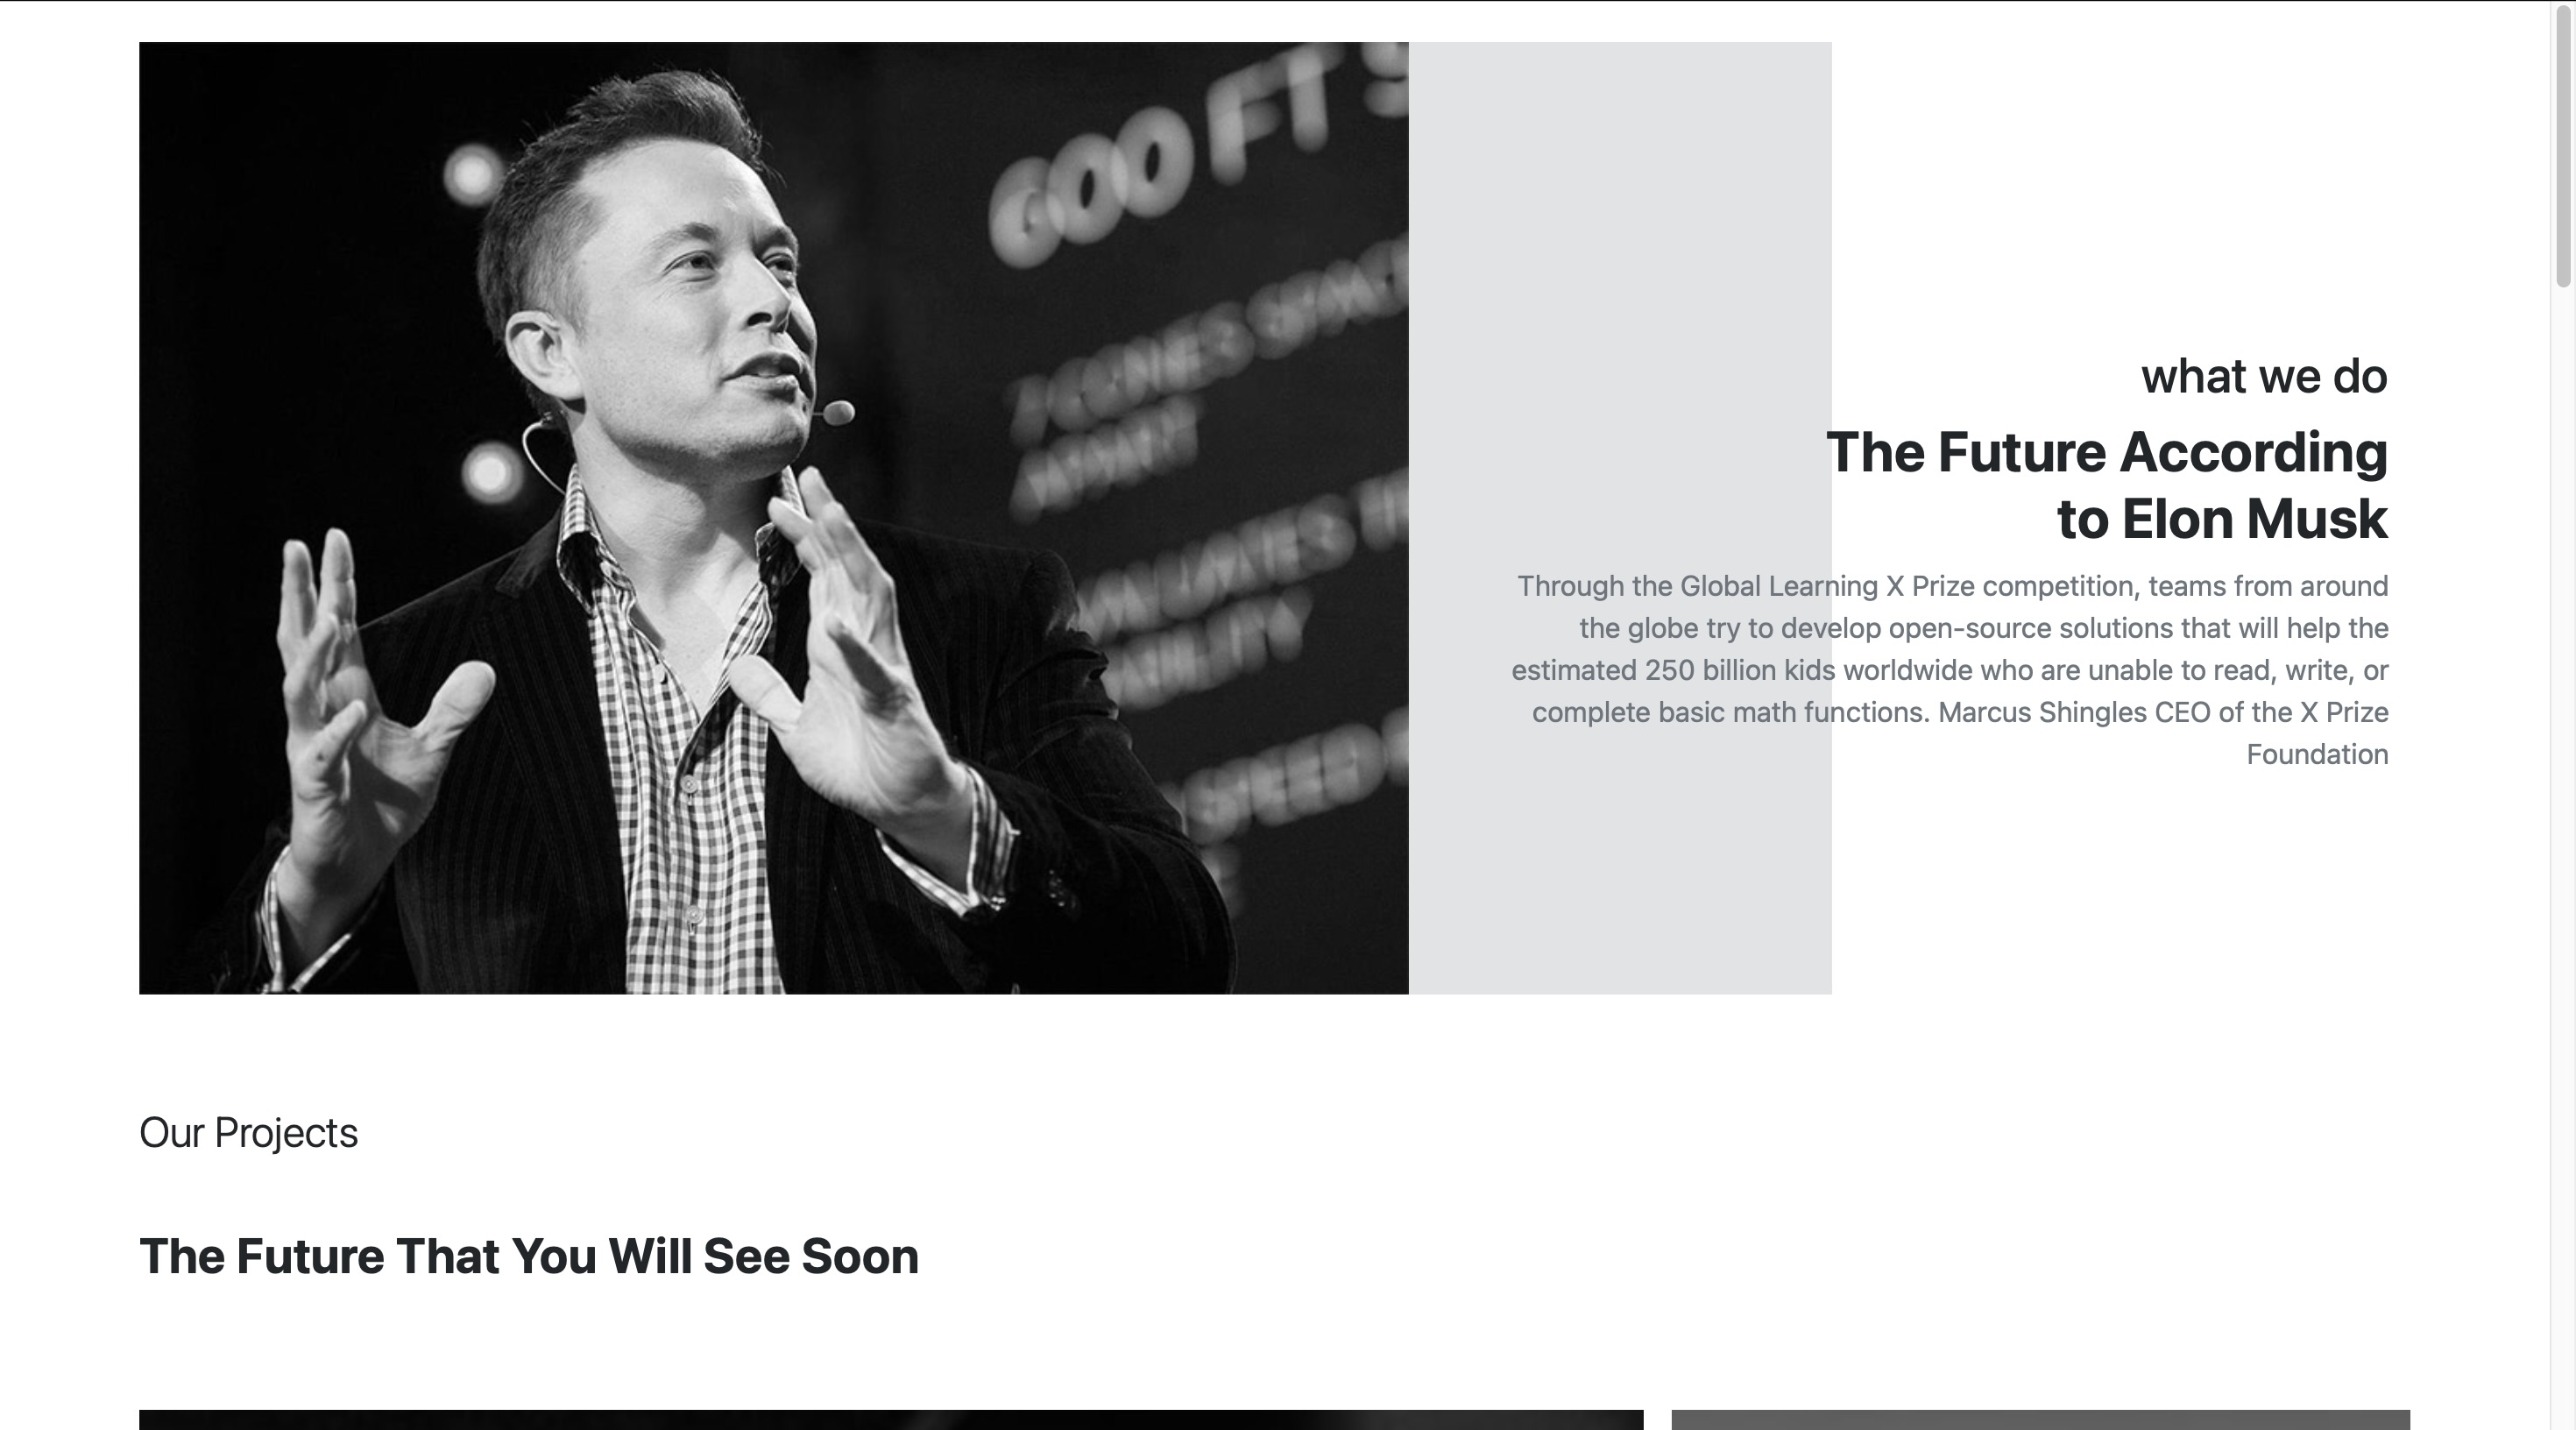 600 FT
what we do
The Future According
to Elon Musk
Through the Global Learning X Prize competition, teams from around
the globe try to develop open-source solutions that will help the
estimated 250 billion kids worldwide who are unable to read, write, or
complete basic math functions. Marcus Shingles CEO of the X Prize
Foundation
Our Projects
The Future That You Will See Soon